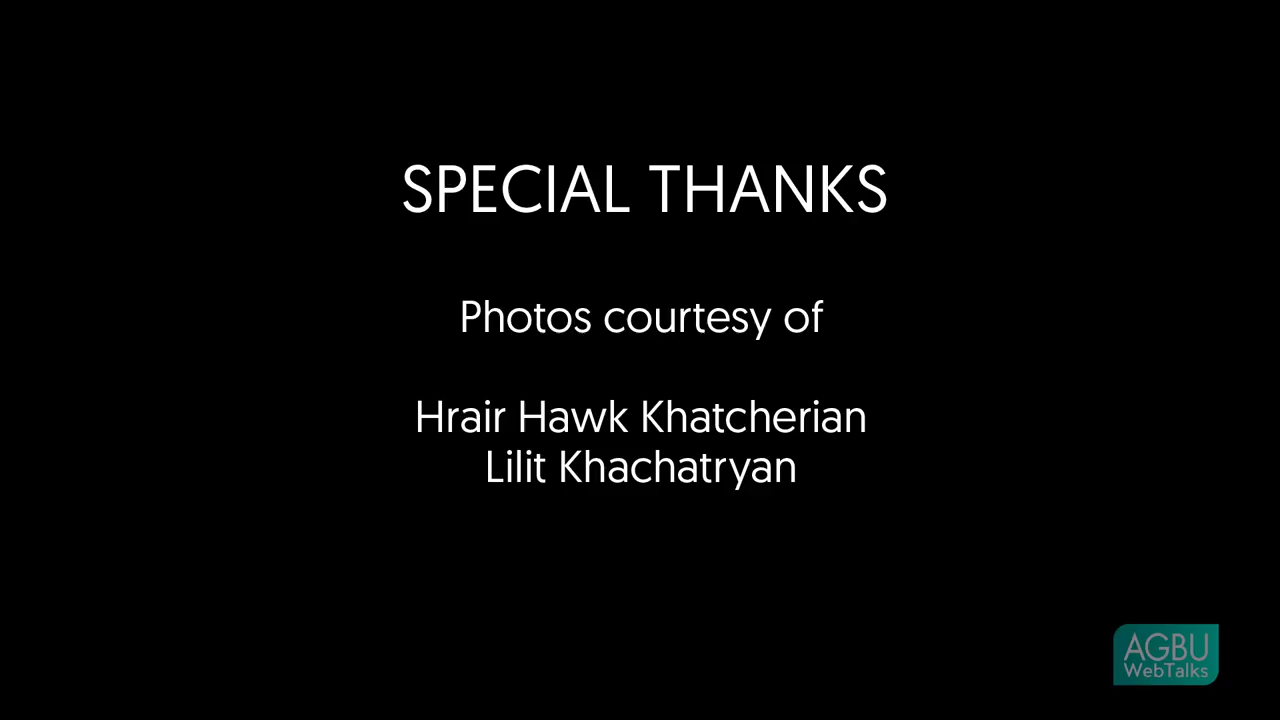 SPECIAL THANKS
Photos courtesy of
Hrair Hawk Khatcherian
Lilit Khachatryan
AGBU
WebTalks